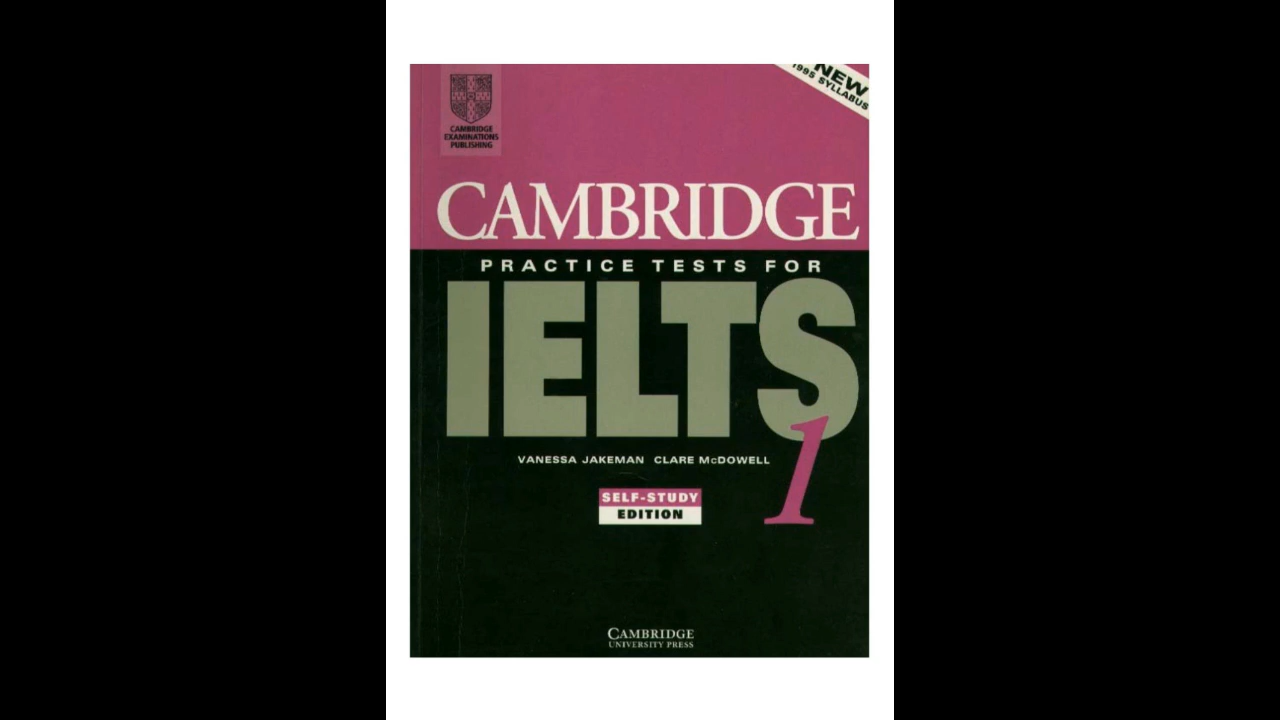 NEW
1995 SYLLABUS
CAMBRIDGE
EXAMINATIONS
PUBLISHING
CAMBRIDGE
PRACTICE TESTS FOR
IELTS
1
VANESSA JAKEMAN CLARE McDOWELL
SELF-STUDY
EDITION
CAMBRIDGE
UNIVERSITY PRESS